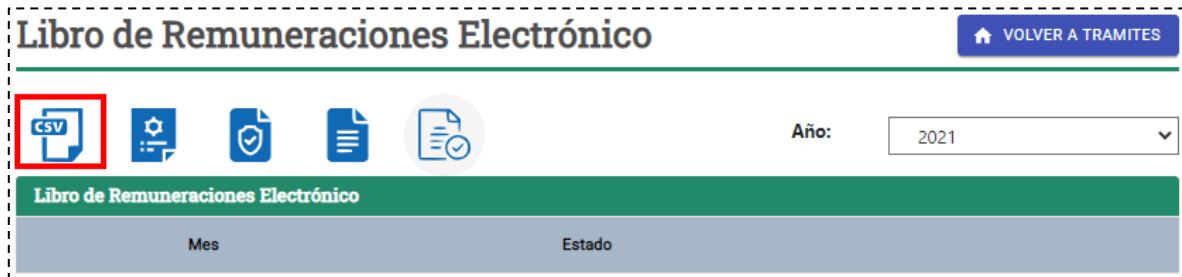 Libro de Remuneraciones Electrónico
VOLVER A TRAMITES
CSV
Año:
2021
Libro de Remuneraciones Electrónico
Mes Estado